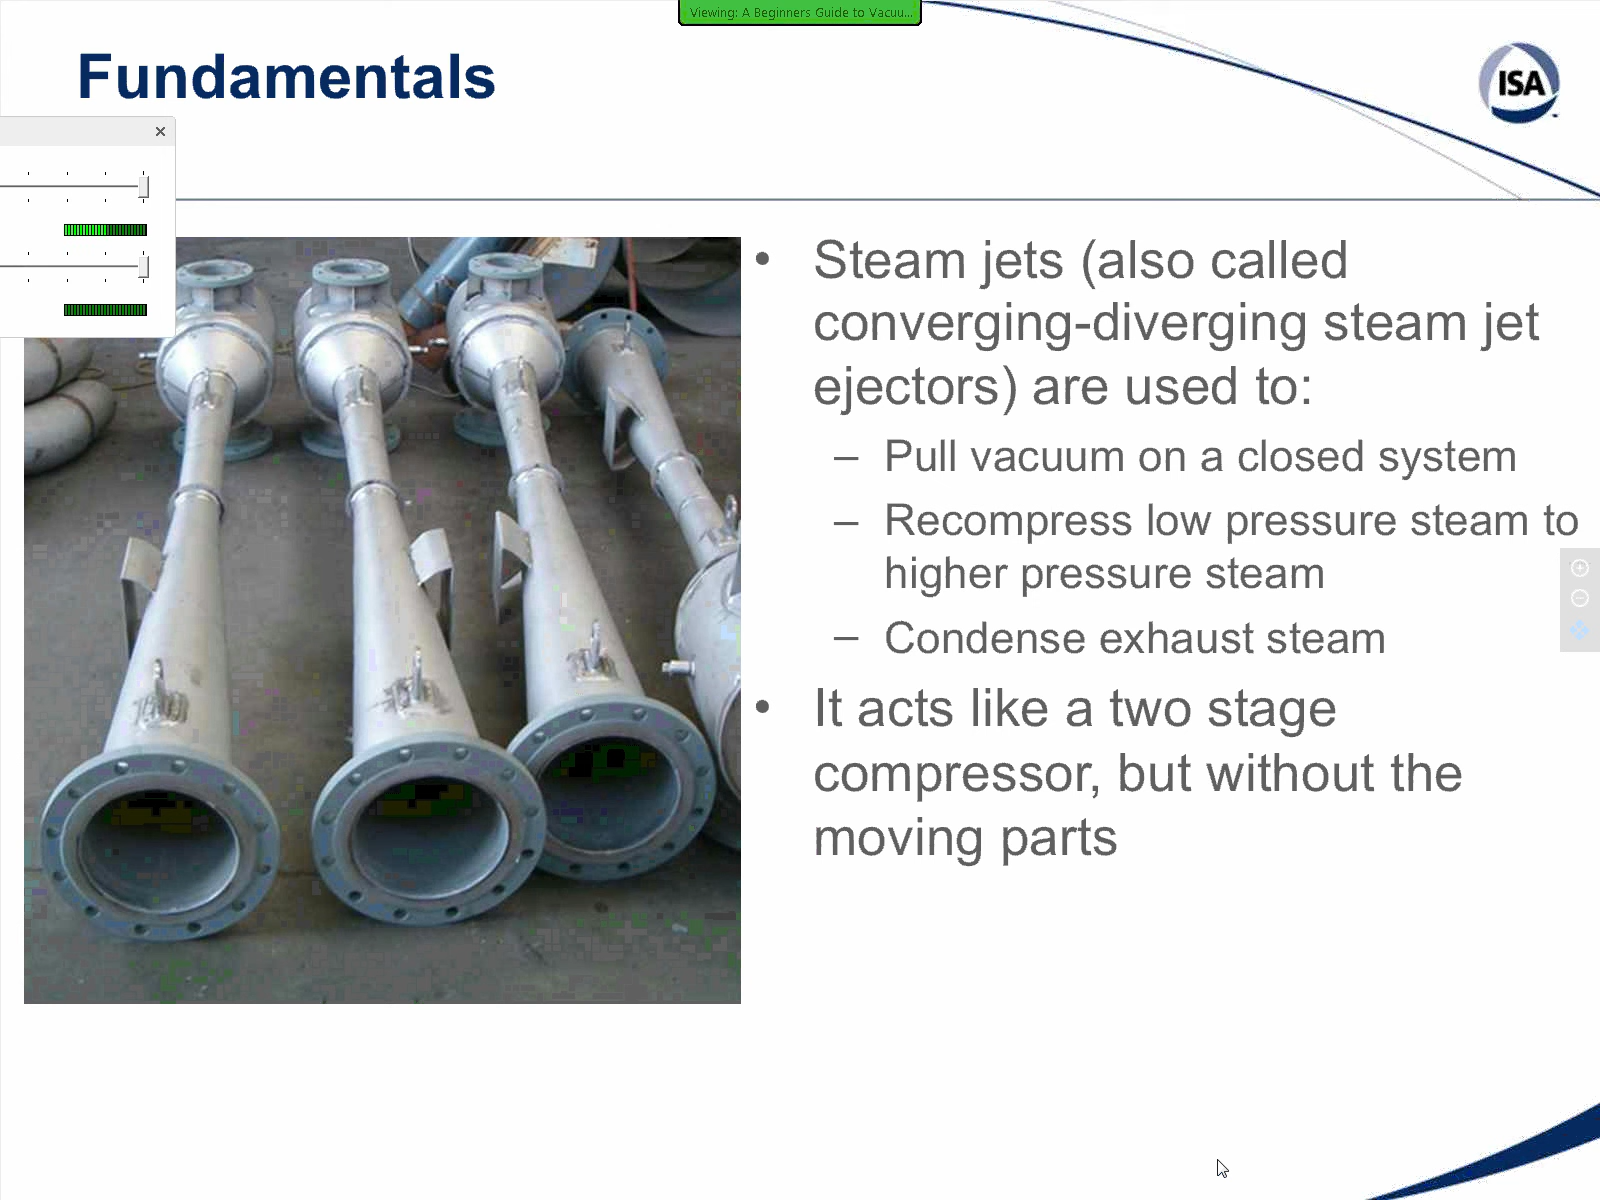 Viewing: A Beginners Guide to Vacuu...
Fundamentals
ISA
• Steam jets (also called
converging-diverging steam jet
ejectors) are used to:
– Pull vacuum on a closed system
– Recompress low pressure steam to
higher pressure steam
– Condense exhaust steam
• It acts like a two stage
compressor, but without the
moving parts